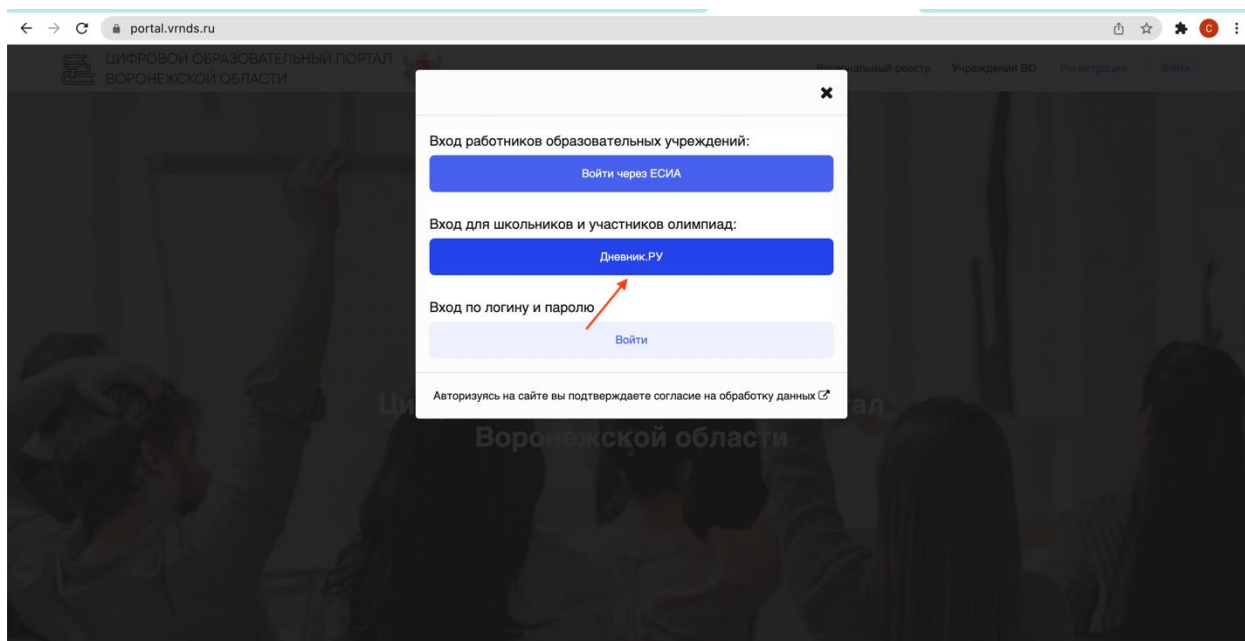 portal.vrnds.ru
C
ЦИФРОВОЙ ОБРАЗОВАТЕЛЬНЫЙ ПОРТАЛ
ВОРОНЕЖСКОЙ ОБЛАСТИ
Региональный реестр Учреждения ВО Регистрация Войти
Вход работников образовательных учреждений:
Войти через ЕСИА
Вход для школьников и участников олимпиад:
Дневник.РУ
Вход по логину и паролю
Войти
Авторизуясь на сайте вы подтверждаете согласие на обработку данных
Воронежской области